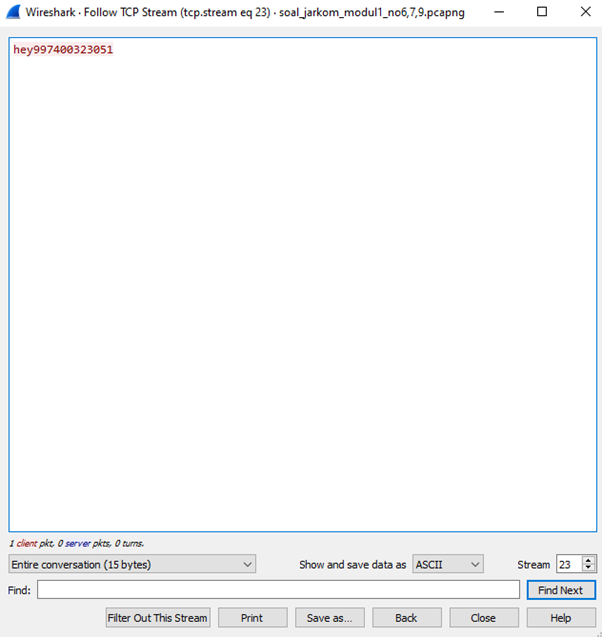 Wireshark · Follow TCP Stream (tcp.stream eq 23) · soal_jarkom_modul1_no6,7,9.pcapng
hey997400323051
1 client pkt, 0 server pkts, 0 turns.
Entire conversation (15 bytes) Show and save data as ASCII Stream 23
Find: Find Next
Filter Out This Stream Print Save as... Back Close Help